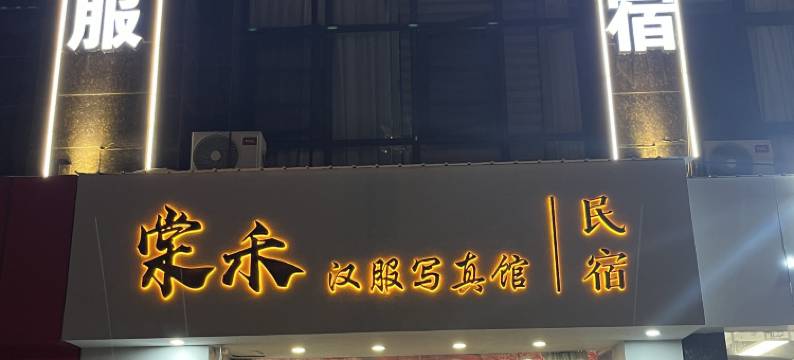 服
宿
棠禾 汉服写真馆 民宿